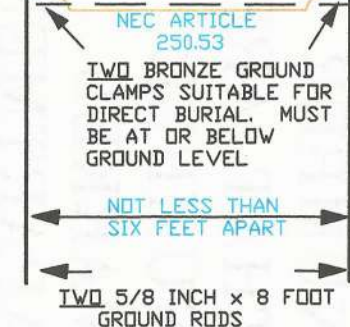 NEC ARTICLE
250.53
TWO BRONZE GROUND
CLAMPS SUITABLE FOR
DIRECT BURIAL. MUST
BE AT OR BELOW
GROUND LEVEL
NOT LESS THAN
SIX FEET APART
TWO 5/8 INCH x 8 FOOT
GROUND RODS